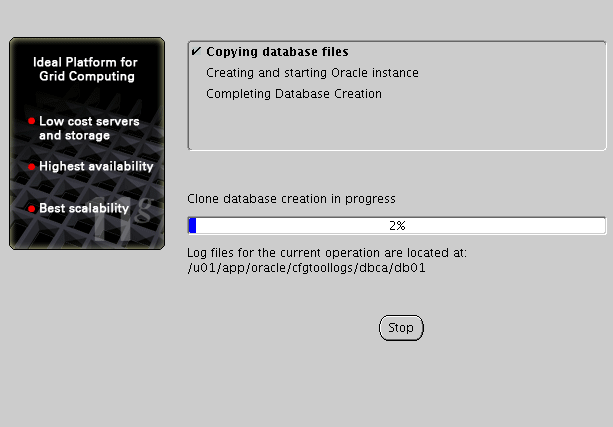 Ideal Platform for
Grid Computing
Low cost servers
and storage
Highest availability
Best scalability
11g
✔ Copying database files
Creating and starting Oracle instance
Completing Database Creation
Clone database creation in progress
2%
Log files for the current operation are located at:
/u01/app/oracle/cfgtoollogs/dbca/db01
Stop